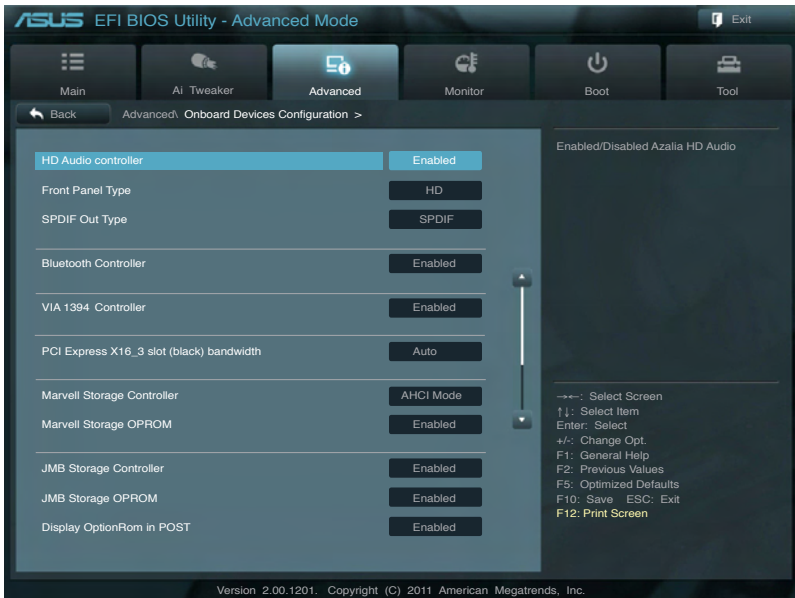 ASUS EFI BIOS Utility - Advanced Mode
Exit
Main
Ai Tweaker
Advanced
Monitor
Boot
Tool
Back
Advanced\ Onboard Devices Configuration >
HD Audio controller Enabled
Front Panel Type HD
SPDIF Out Type SPDIF
Bluetooth Controller Enabled
VIA 1394 Controller Enabled
PCI Express X16_3 slot (black) bandwidth Auto
Marvell Storage Controller AHCI Mode
Marvell Storage OPROM Enabled
JMB Storage Controller Enabled
JMB Storage OPROM Enabled
Display OptionRom in POST Enabled
Enabled/Disabled Azalia HD Audio
→←: Select Screen
↑↓: Select Item
Enter: Select
+/-: Change Opt.
F1: General Help
F2: Previous Values
F5: Optimized Defaults
F10: Save ESC: Exit
F12: Print Screen
Version 2.00.1201. Copyright (C) 2011 American Megatrends, Inc.